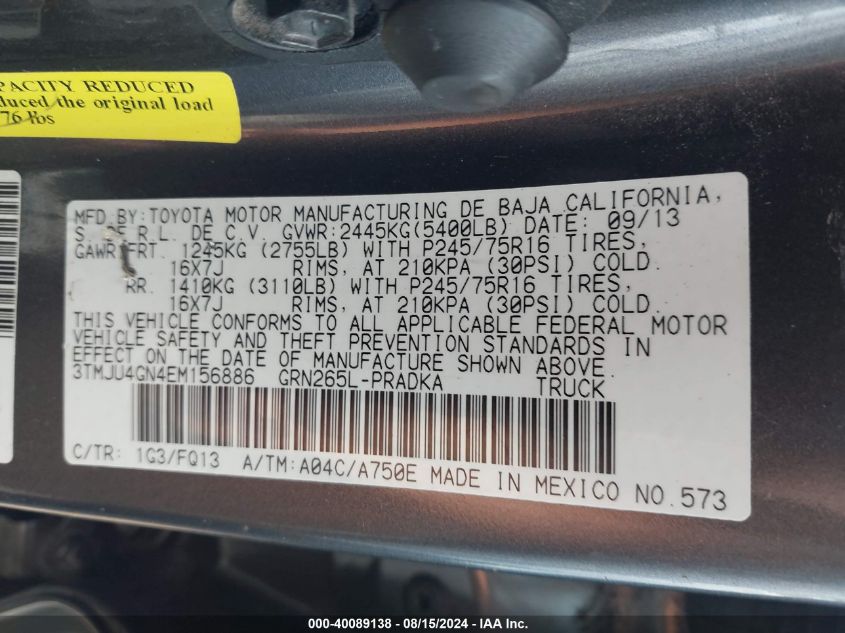 PACITY REDUCED
duced the original load
76
MFD.BY:TOYOTA MOTOR MANUFACTURING DE BAJA CALIFORNIA,
S. DE R.L. DE C.V. GVWR:2445KG(5400LB) DATE: 09/13
GAWR:FRT. 1245KG (2755LB) WITH P245/75R16 TIRES,
16X7J RIMS, AT 210KPA (30PSI) COLD.
RR. 1410KG (3110LB) WITH P245/75R16 TIRES,
16X7J RIMS, AT 210KPA (30PSI) COLD.
THIS VEHICLE CONFORMS TO ALL APPLICABLE FEDERAL MOTOR
VEHICLE SAFETY AND THEFT PREVENTION STANDARDS IN
EFFECT ON THE DATE OF MANUFACTURE SHOWN ABOVE.
3TMJU4GN4EM156886 GRN265L-PRADKA TRUCK
C/TR: 1G3/FQ13 A/TM:A04C/A750E MADE IN MEXICO NO.573
000-40089138 - 08/15/2024 - IAA Inc.